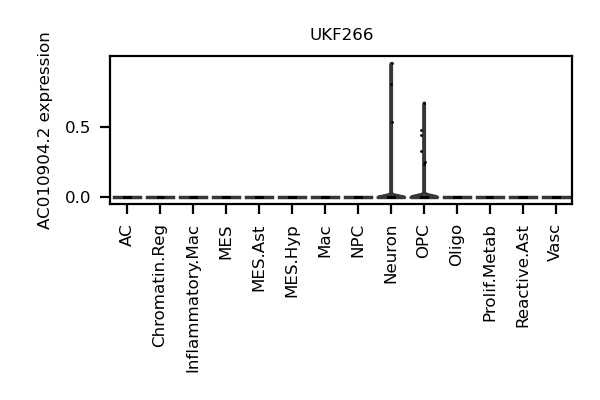 UKF266
AC010904.2 expression
0.5
0.0
AC
Chromatin.Reg
Inflammatory.Mac
MES
MES.Ast
MES.Hyp
Mac
NPC
Neuron
OPC
Oligo
Prolif.Metab
Reactive.Ast
Vasc